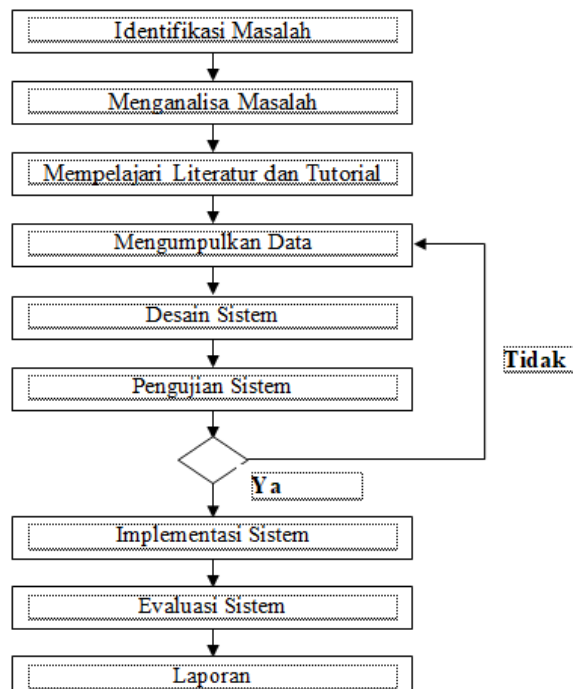 Identifikasi Masalah
Menganalisa Masalah
Mempelajari Literatur dan Tutorial
Mengumpulkan Data
Desain Sistem
Tidak
Pengujian Sistem
Ya
Implementasi Sistem
Evaluasi Sistem
Laporan